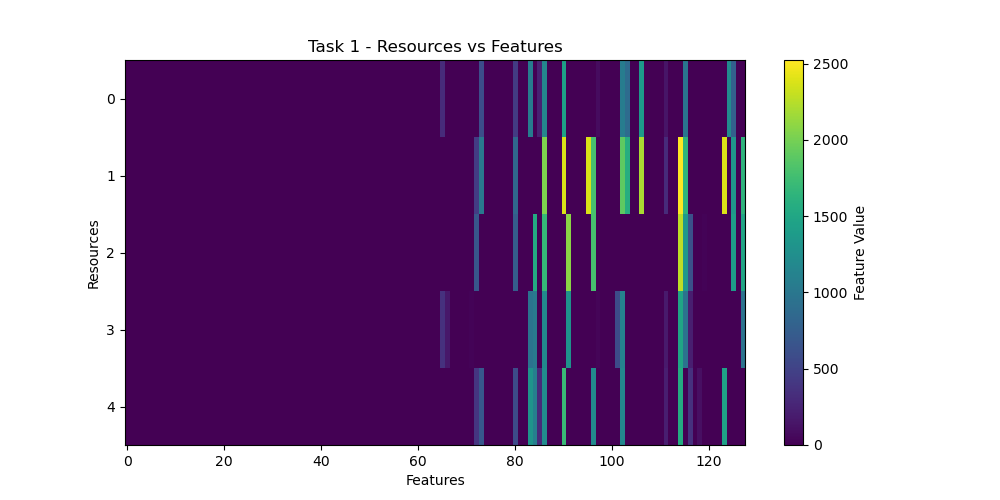 Task 1 - Resources vs Features
Resources
0
1
2
3
4
0 20 40 60 80 100 120
Features
2500
2000
1500
1000
500
0
Feature Value